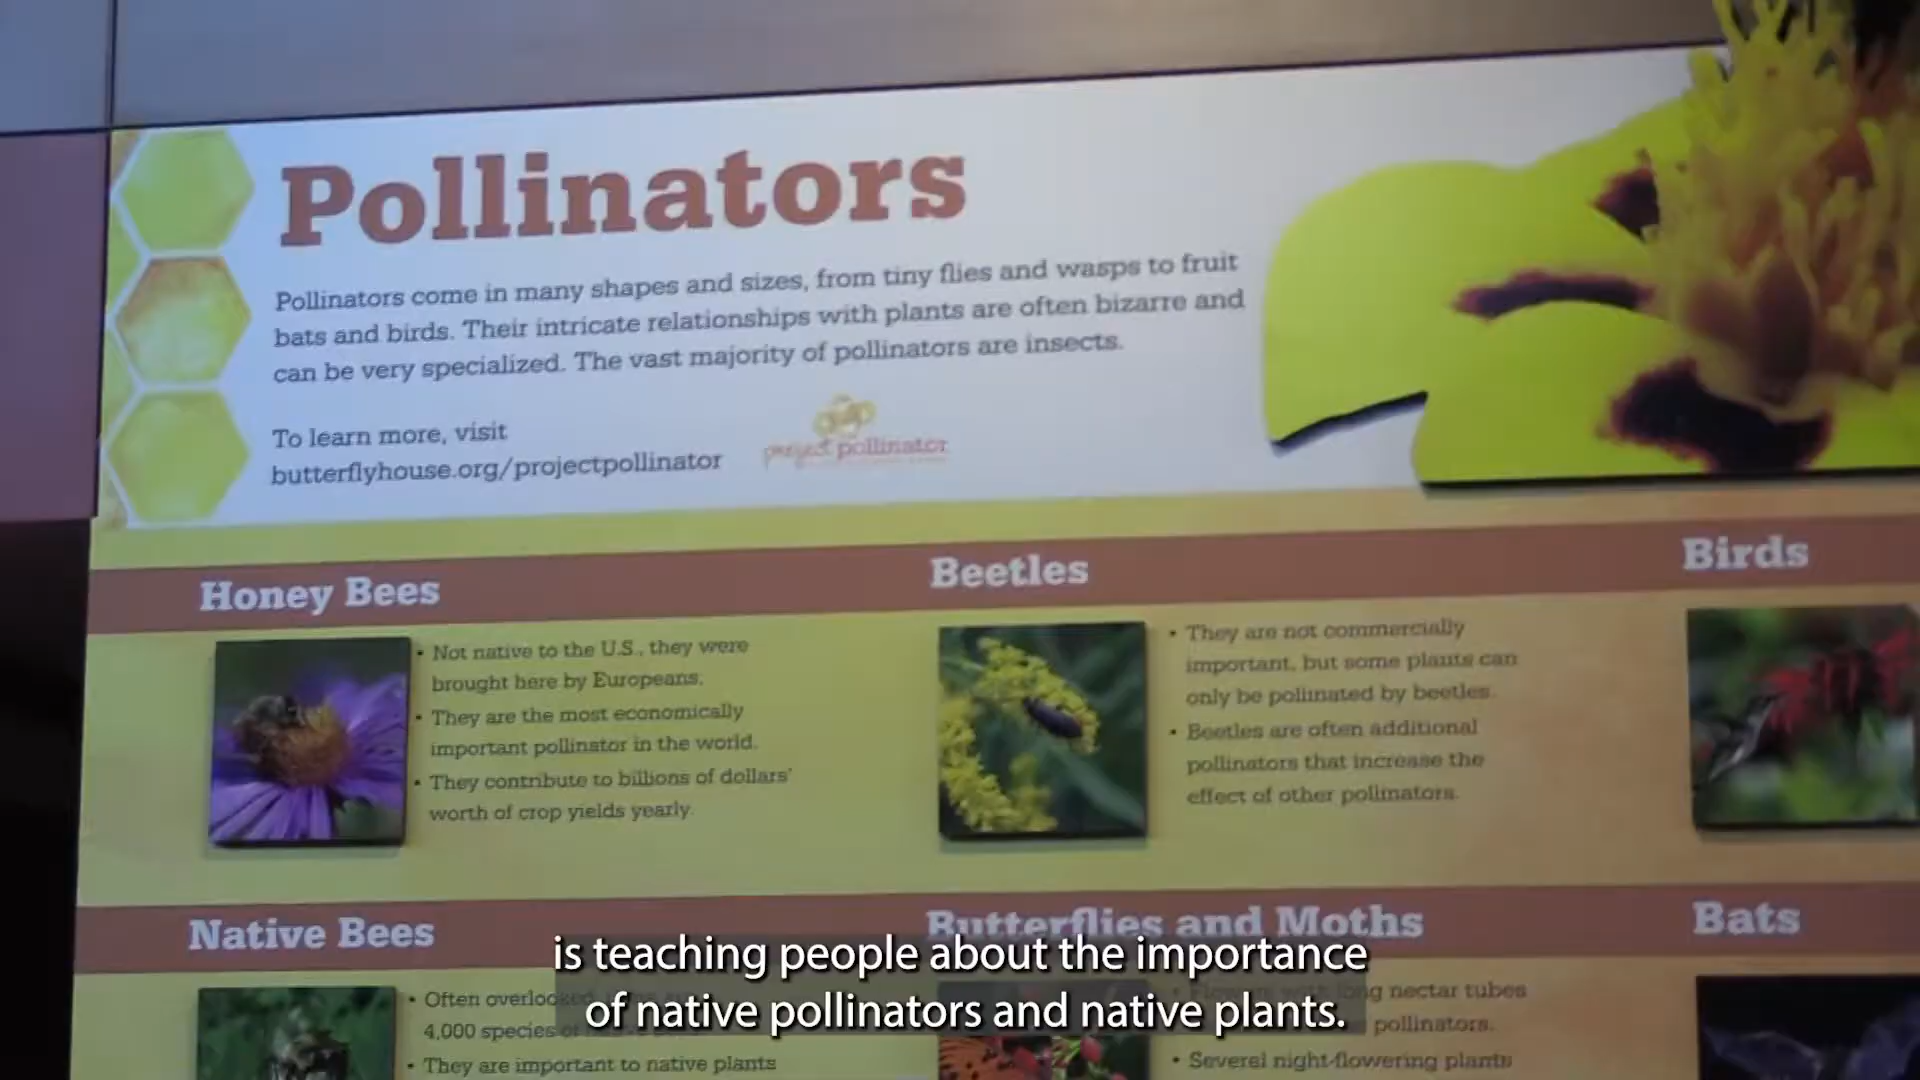 Pollinators
Pollinators come in many shapes and sizes, from tiny flies and wasps to fruit
bats and birds. Their intricate relationships with plants are often bizarre and
can be very specialized. The vast majority of pollinators are insects.
To learn more, visit
butterflyhouse.org/projectpollinator
project pollinator
Honey Bees
• Not native to the U.S., they were
brought here by Europeans.
• They are the most economically
important pollinator in the world.
• They contribute to billions of dollars'
worth of crop yields yearly.
Beetles
• They are not commercially
important, but some plants can
only be pollinated by beetles.
• Beetles are often additional
pollinators that increase the
effect of other pollinators.
Birds
Native Bees
• Often overlooked
4,000 species of
• They are important to native plants
Butterflies and Moths
• Flowers with long nectar tubes
pollinators.
• Several night-flowering plants
Bats
is teaching people about the importance
of native pollinators and native plants.